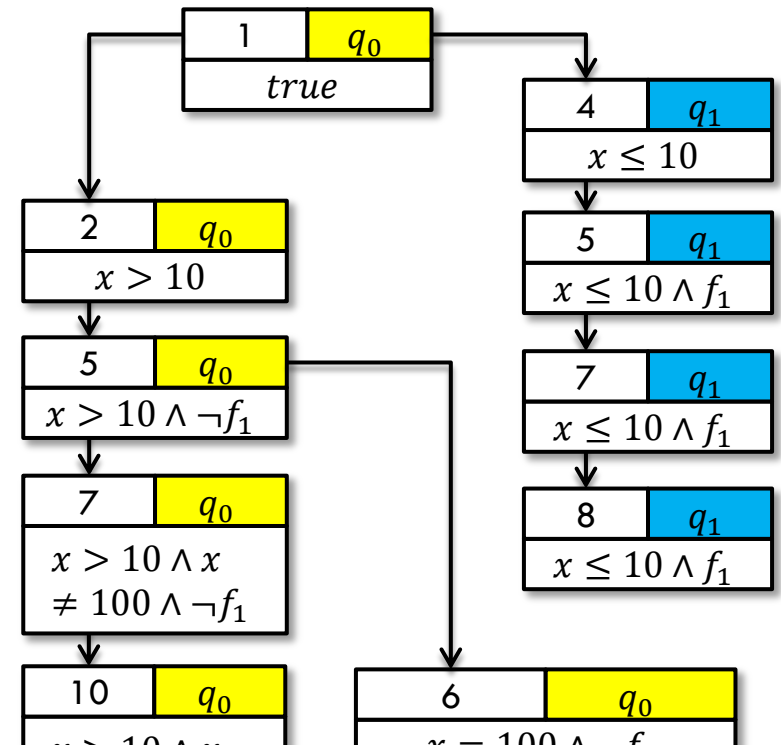 1 q₀
true
4 q₁
x ≤ 10
2 q₀
x > 10
5 q₁
x ≤ 10 ∧ f₁
5 q₀
x > 10 ∧ ¬f₁
7 q₁
x ≤ 10 ∧ f₁
7 q₀
x > 10 ∧ x
≠ 100 ∧ ¬f₁
8 q₁
x ≤ 10 ∧ f₁
10 q₀
6 q₀